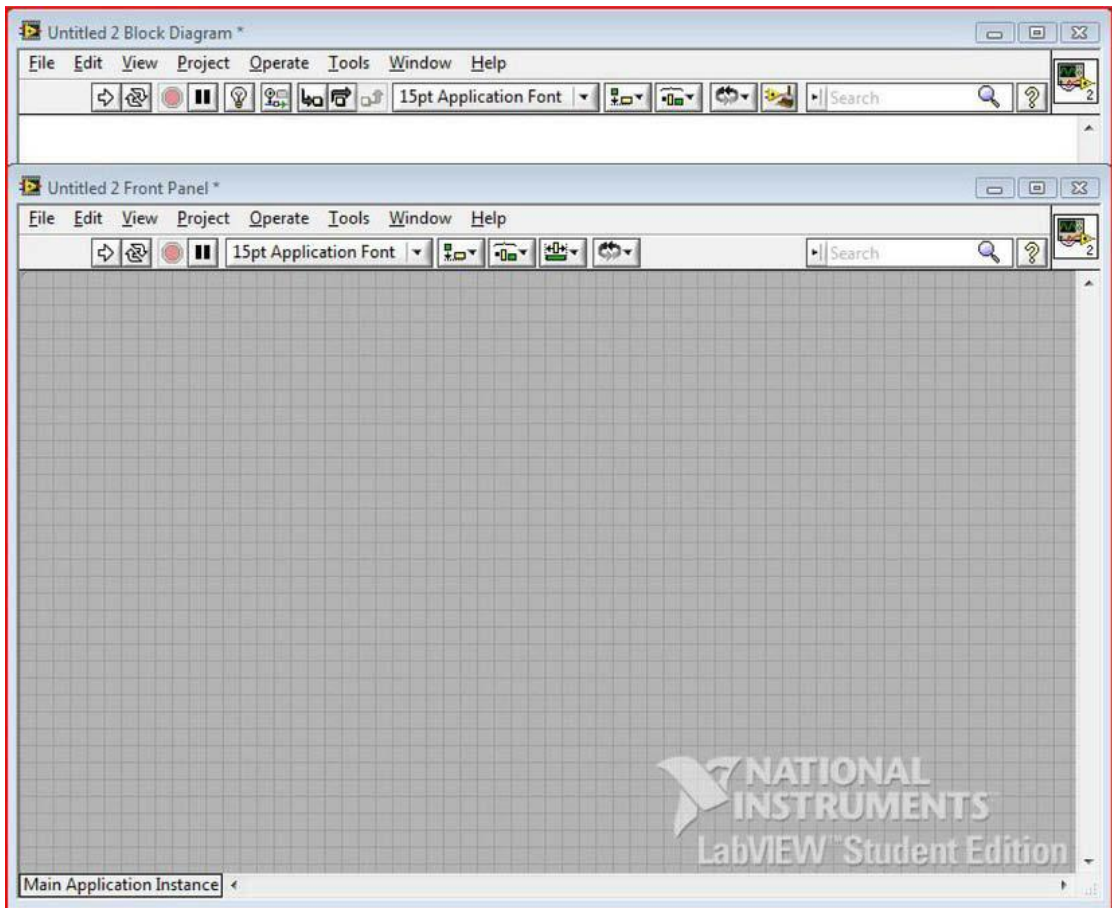 Untitled 2 Block Diagram *
File Edit View Project Operate Tools Window Help
15pt Application Font Search
2
Untitled 2 Front Panel *
File Edit View Project Operate Tools Window Help
15pt Application Font Search
2
NATIONAL
INSTRUMENTS
LabVIEW™ Student Edition
Main Application Instance